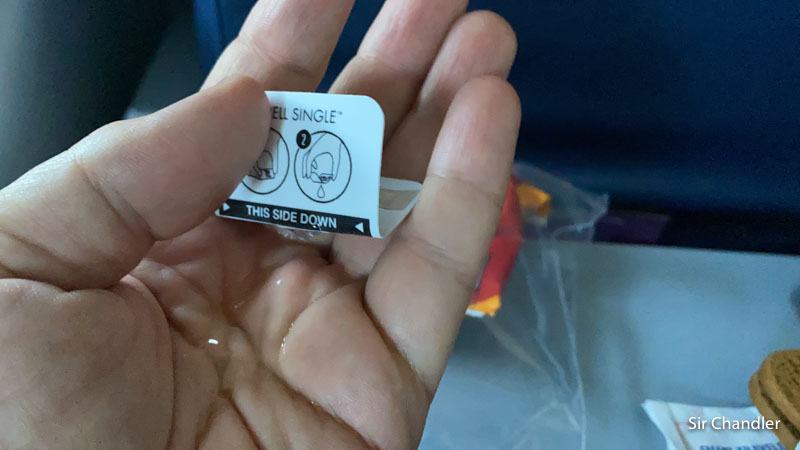 ELL SINGLE™
2
THIS SIDE DOWN
Sir Chandler